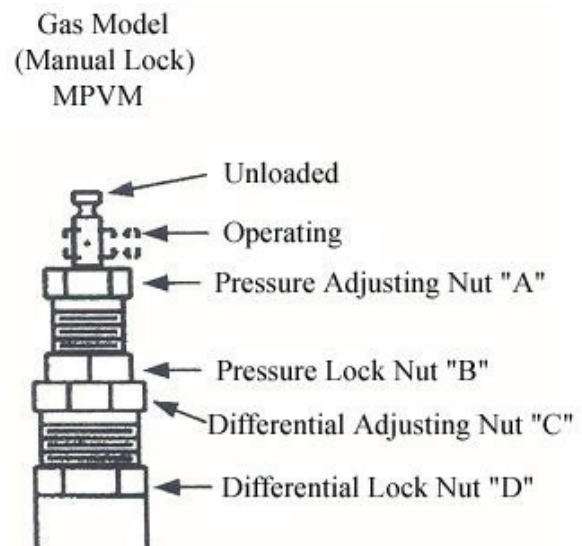 Gas Model
(Manual Lock)
MPVM
Unloaded
Operating
Pressure Adjusting Nut "A"
Pressure Lock Nut "B"
Differential Adjusting Nut "C"
Differential Lock Nut "D"